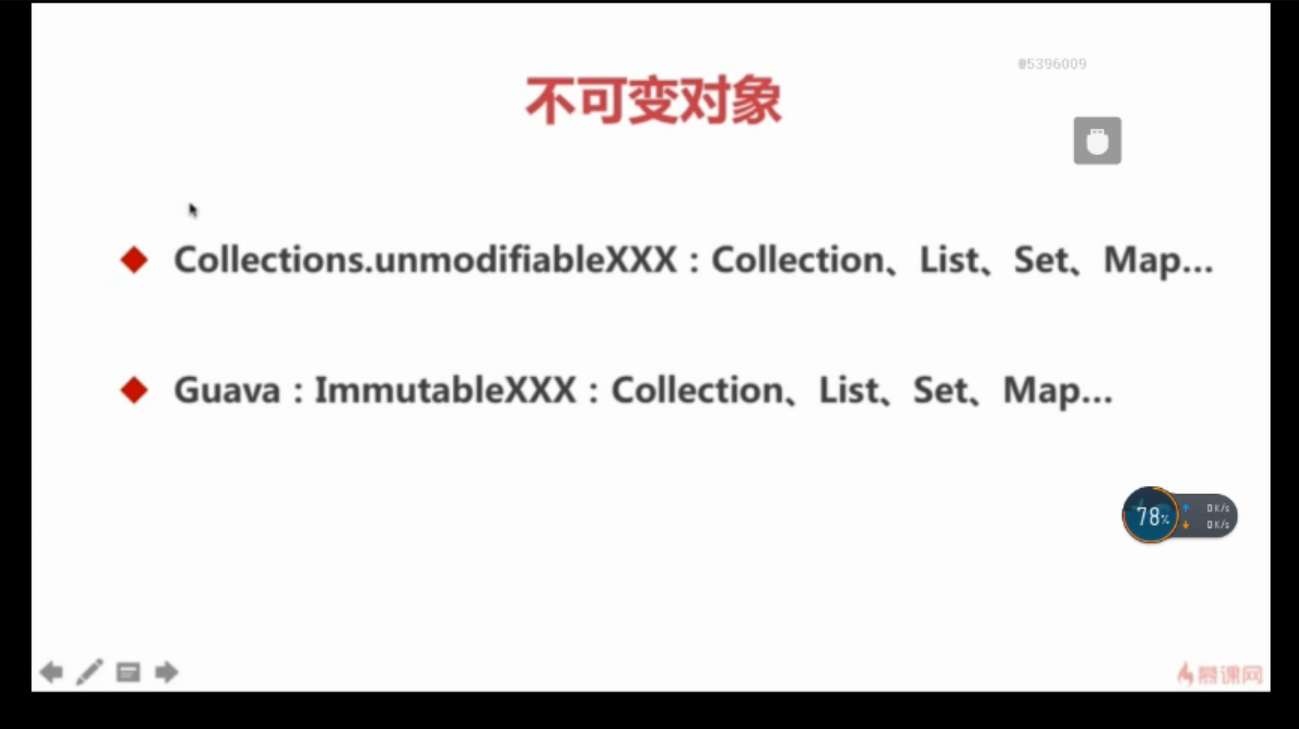 @5396009
不可变对象
Collections.unmodifiableXXX：Collection、List、Set、Map...
Guava：ImmutableXXX：Collection、List、Set、Map...
78%
0K/s
0K/s
慕课网